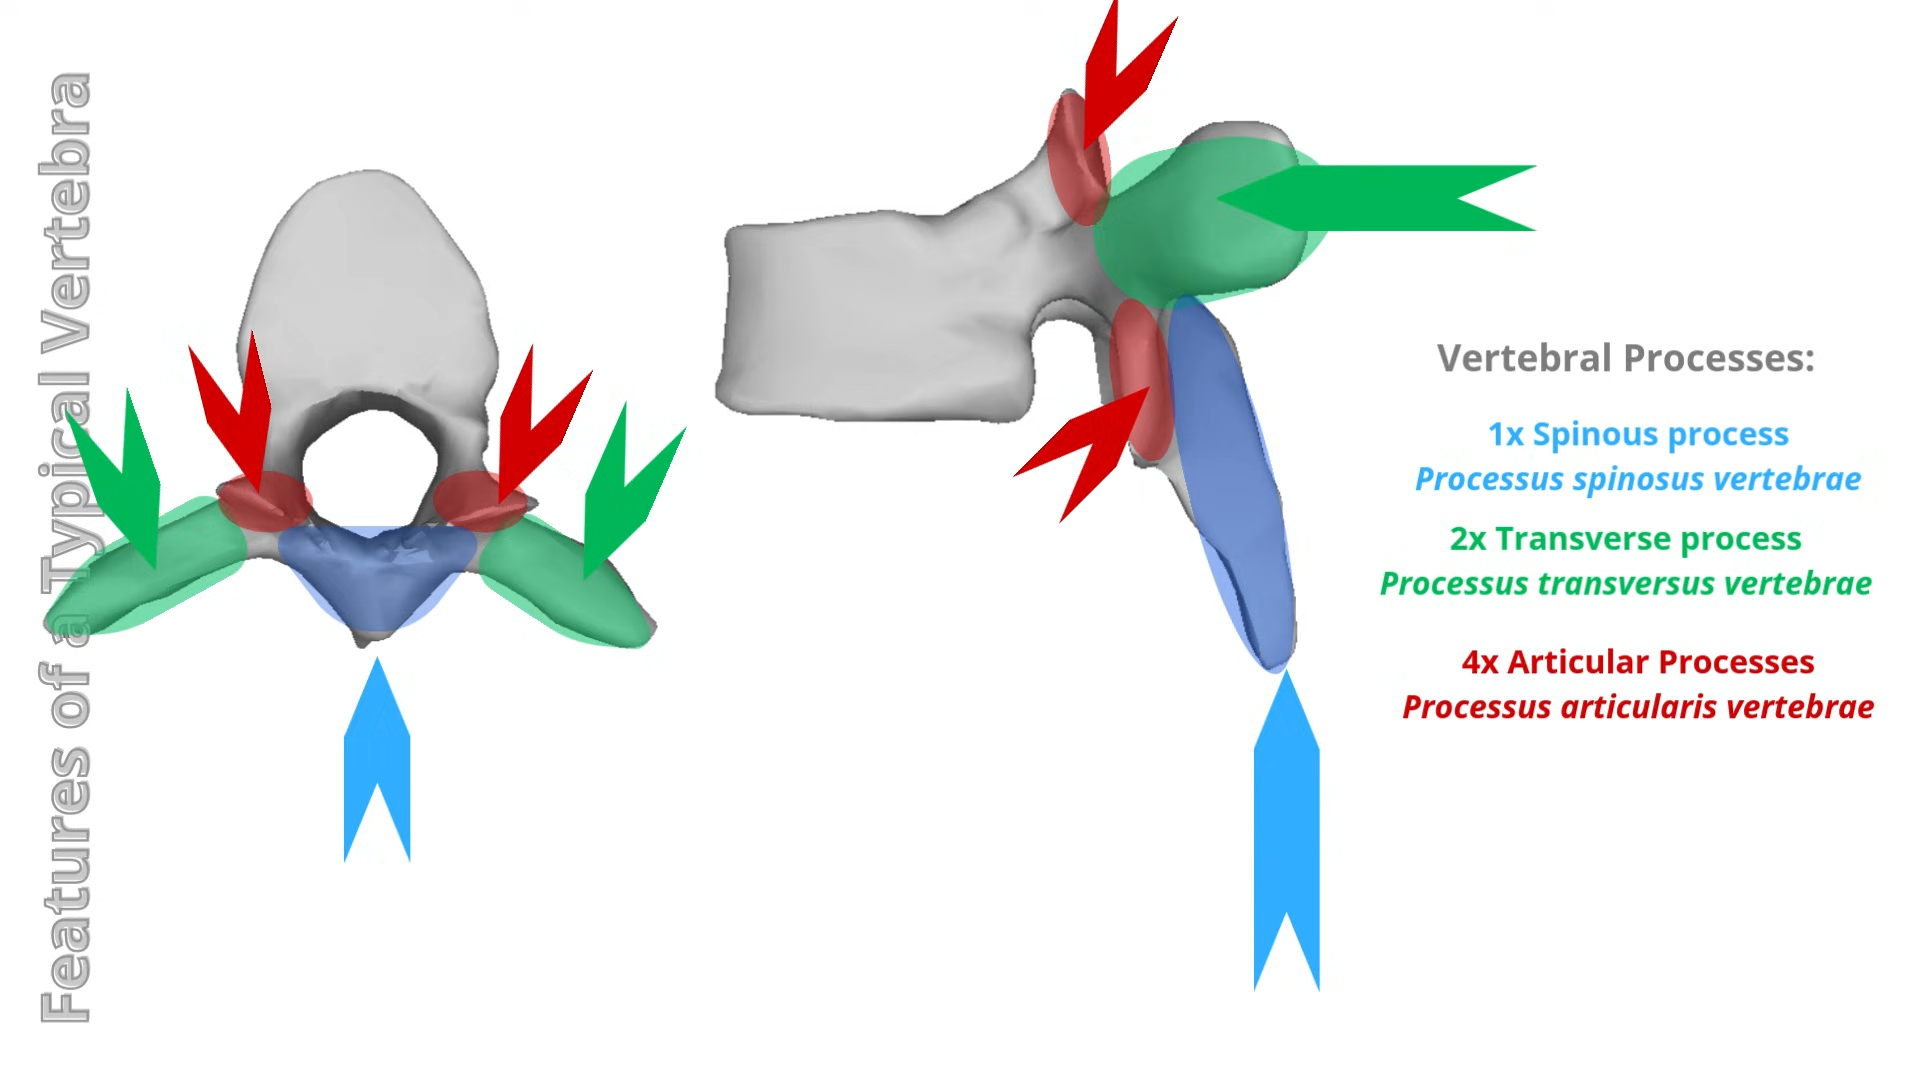 Features of a Typical Vertebra
Vertebral Processes:
1x Spinous process
Processus spinosus vertebrae
2x Transverse process
Processus transversus vertebrae
4x Articular Processes
Processus articularis vertebrae